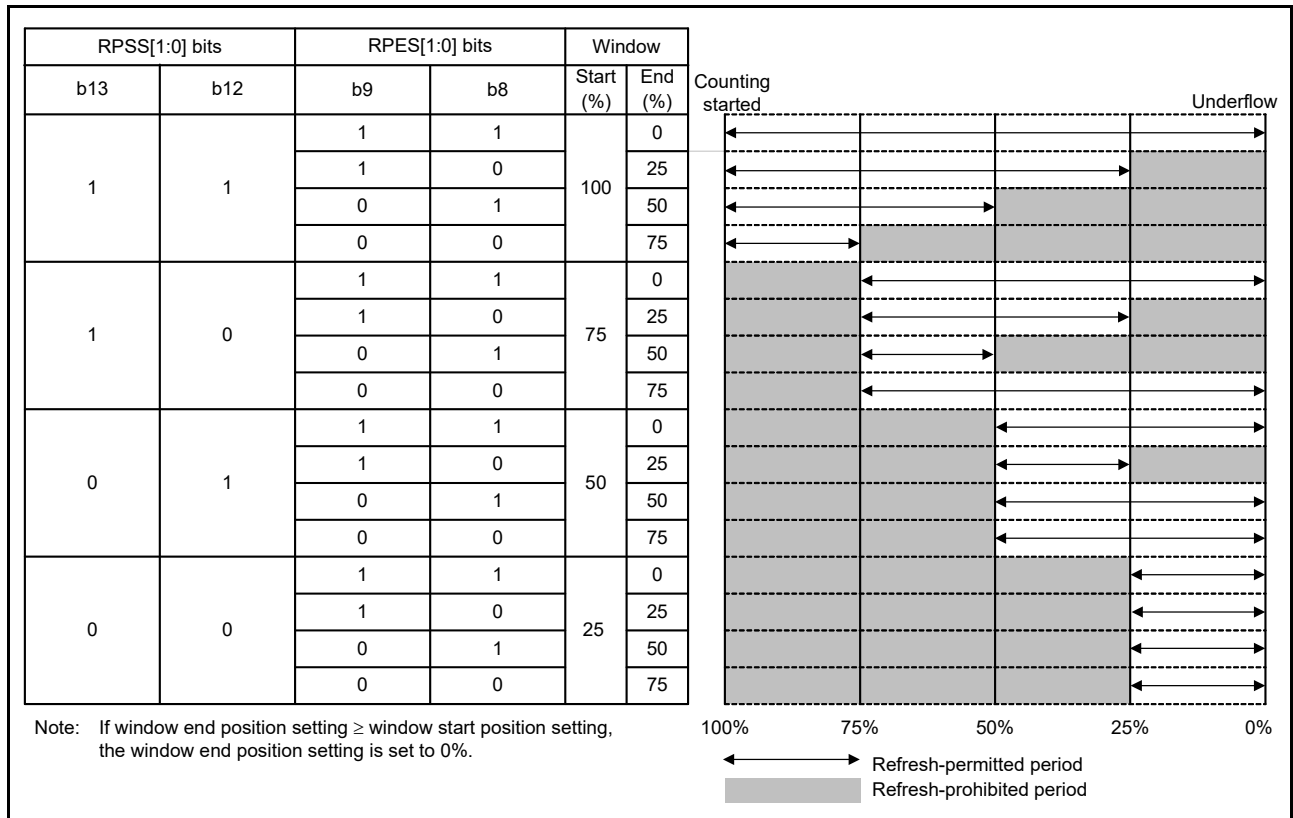 RPSS[1:0] bits RPES[1:0] bits Window
b13 b12 b9 b8 Start (%) End (%)
Counting started Underflow
1 1 1 1 100 0
1 0 25
0 1 50
0 0 75
1 0 1 1 75 0
1 0 25
0 1 50
0 0 75
0 1 1 1 50 0
1 0 25
0 1 50
0 0 75
0 0 1 1 25 0
1 0 25
0 1 50
0 0 75
100% 75% 50% 25% 0%
Note: If window end position setting ≥ window start position setting,
the window end position setting is set to 0%.
Refresh-permitted period
Refresh-prohibited period